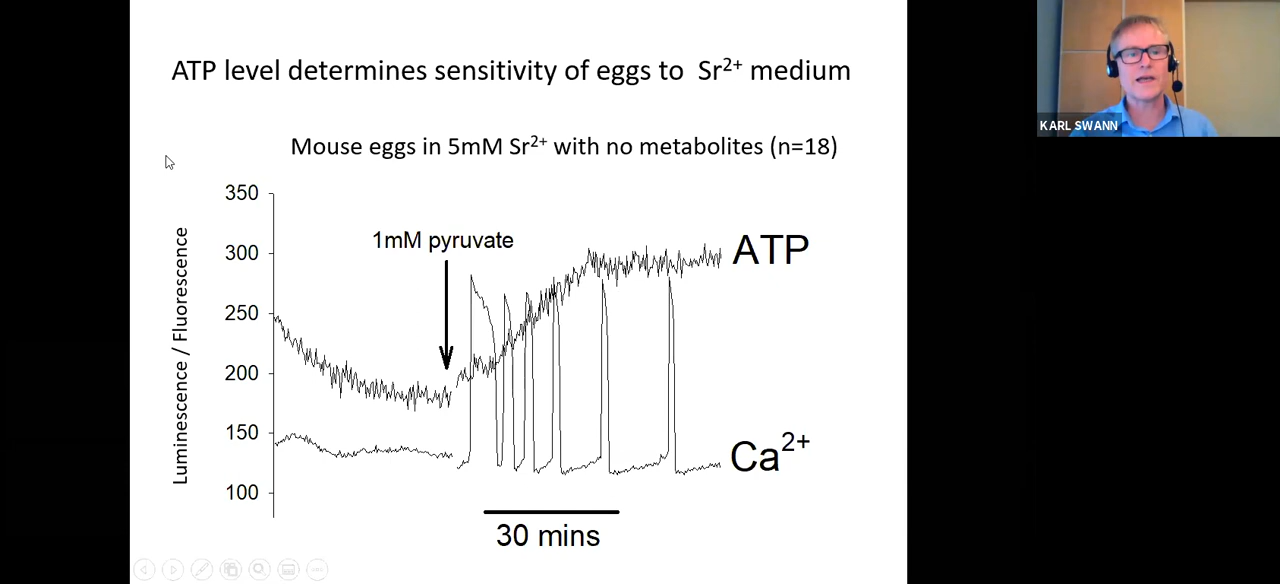 ATP level determines sensitivity of eggs to Sr²⁺ medium
KARL SWANN
Mouse eggs in 5mM Sr²⁺ with no metabolites (n=18)
350
300
250
200
150
100
Luminescence / Fluorescence
1mM pyruvate
ATP
Ca²⁺
30 mins